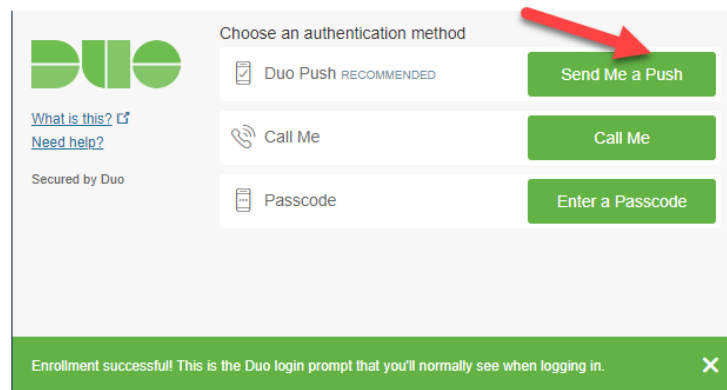 Choose an authentication method
DUO
Duo Push RECOMMENDED
Send Me a Push
What is this?
Need help?
Call Me
Call Me
Secured by Duo
Passcode
Enter a Passcode
Enrollment successful! This is the Duo login prompt that you'll normally see when logging in.